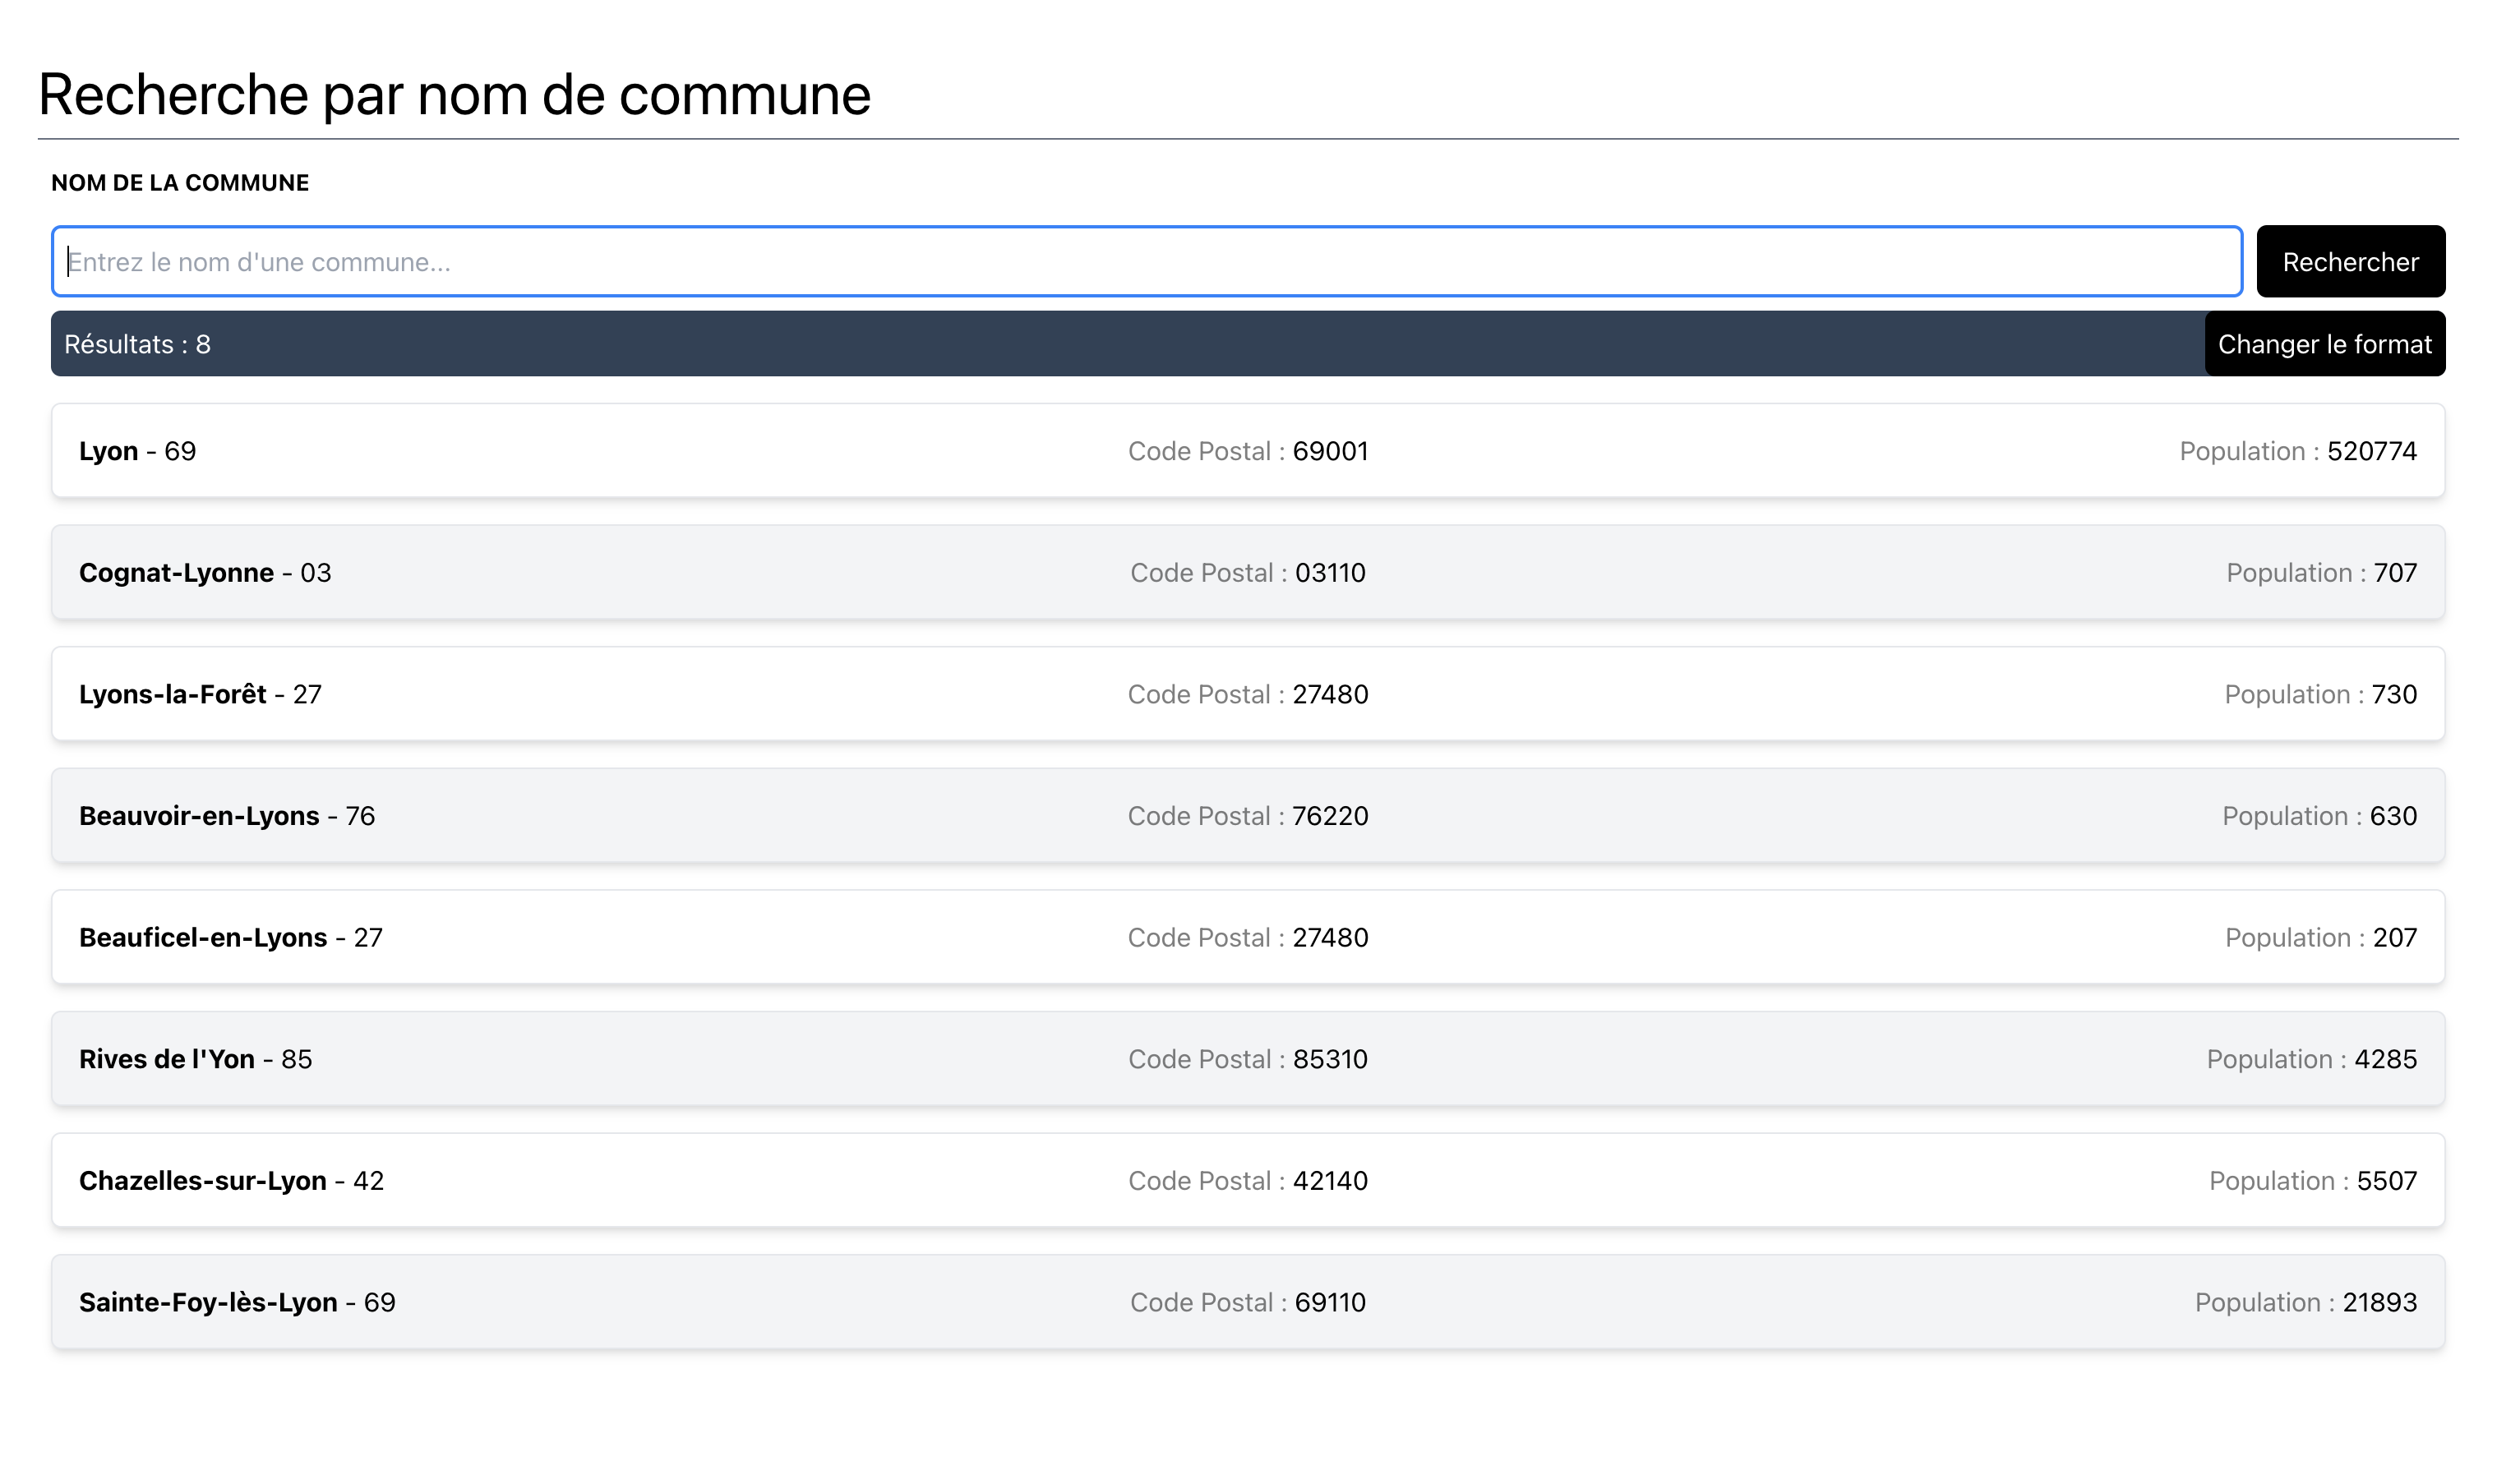 Recherche par nom de commune
NOM DE LA COMMUNE
Entrez le nom d'une commune...
Rechercher
Résultats : 8
Changer le format
Lyon - 69 Code Postal : 69001 Population : 520774
Cognat-Lyonne - 03 Code Postal : 03110 Population : 707
Lyons-la-Forêt - 27 Code Postal : 27480 Population : 730
Beauvoir-en-Lyons - 76 Code Postal : 76220 Population : 630
Beauficel-en-Lyons - 27 Code Postal : 27480 Population : 207
Rives de l'Yon - 85 Code Postal : 85310 Population : 4285
Chazelles-sur-Lyon - 42 Code Postal : 42140 Population : 5507
Sainte-Foy-lès-Lyon - 69 Code Postal : 69110 Population : 21893